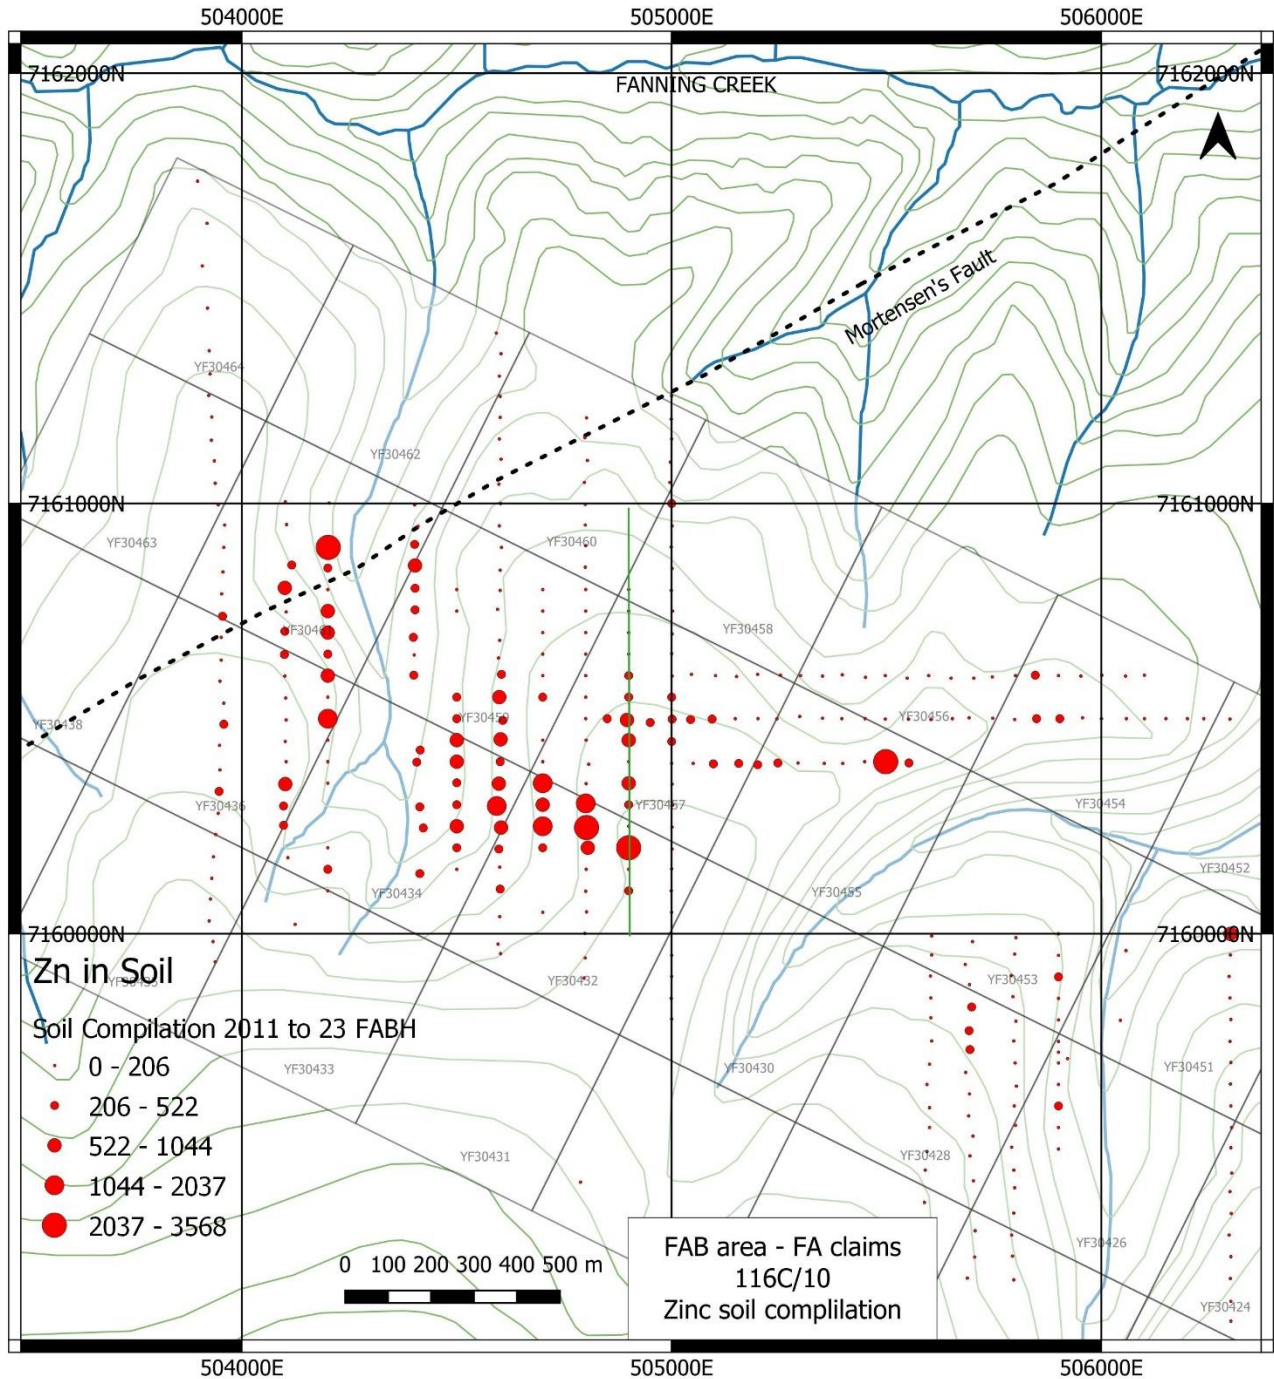 504000E
505000E
506000E
7162000N
FANNING CREEK
7162000N
Mortensen's Fault
YF30464
YF30462
7161000N
7161000N
YF30463
YF30460
YF30461
YF30458
YF30438
YF30459
YF30456
YF30436
YF30457
YF30454
YF30452
YF30434
YF30455
7160000N
7160000N
Zn in Soil
YF30435
YF30432
YF30453
Soil Compilation 2011 to 23 FABH
YF30433
YF30430
YF30451
0 - 206
206 - 522
522 - 1044
1044 - 2037
2037 - 3568
YF30431
YF30428
YF30426
YF30424
0 100 200 300 400 500 m
FAB area - FA claims
116C/10
Zinc soil complilation
504000E
505000E
506000E